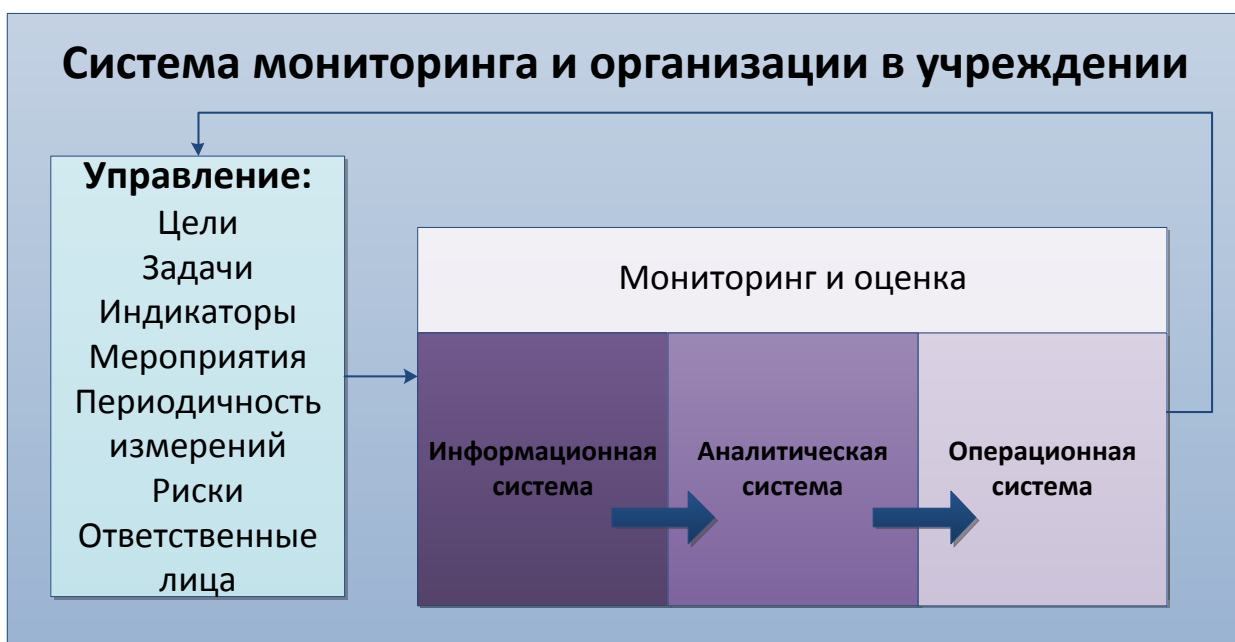 Система мониторинга и организации в учреждении
Управление:
Цели
Задачи
Индикаторы
Мероприятия
Периодичность
измерений
Риски
Ответственные
лица
Мониторинг и оценка
Информационная
система
Аналитическая
система
Операционная
система